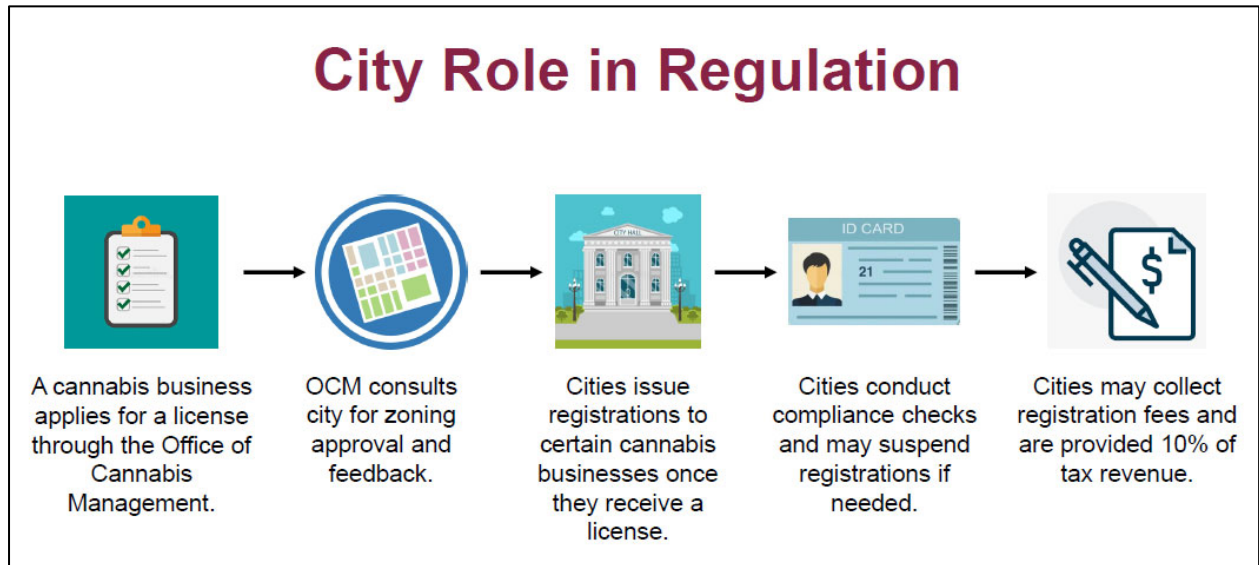 City Role in Regulation
CITY HALL
ID CARD
21
$
A cannabis business
applies for a license
through the Office of
Cannabis
Management.
OCM consults
city for zoning
approval and
feedback.
Cities issue
registrations to
certain cannabis
businesses once
they receive a
license.
Cities conduct
compliance checks
and may suspend
registrations if
needed.
Cities may collect
registration fees and
are provided 10% of
tax revenue.